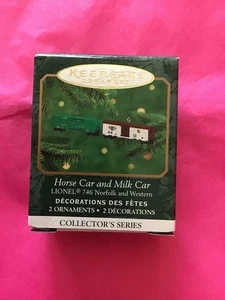 KEEPSAKE
ORNAMENT
Horse Car and Milk Car
LIONEL® 746 Norfolk and Western
DÉCORATIONS DES FÊTES
2 ORNAMENTS • 2 DÉCORATIONS
COLLECTOR'S SERIES